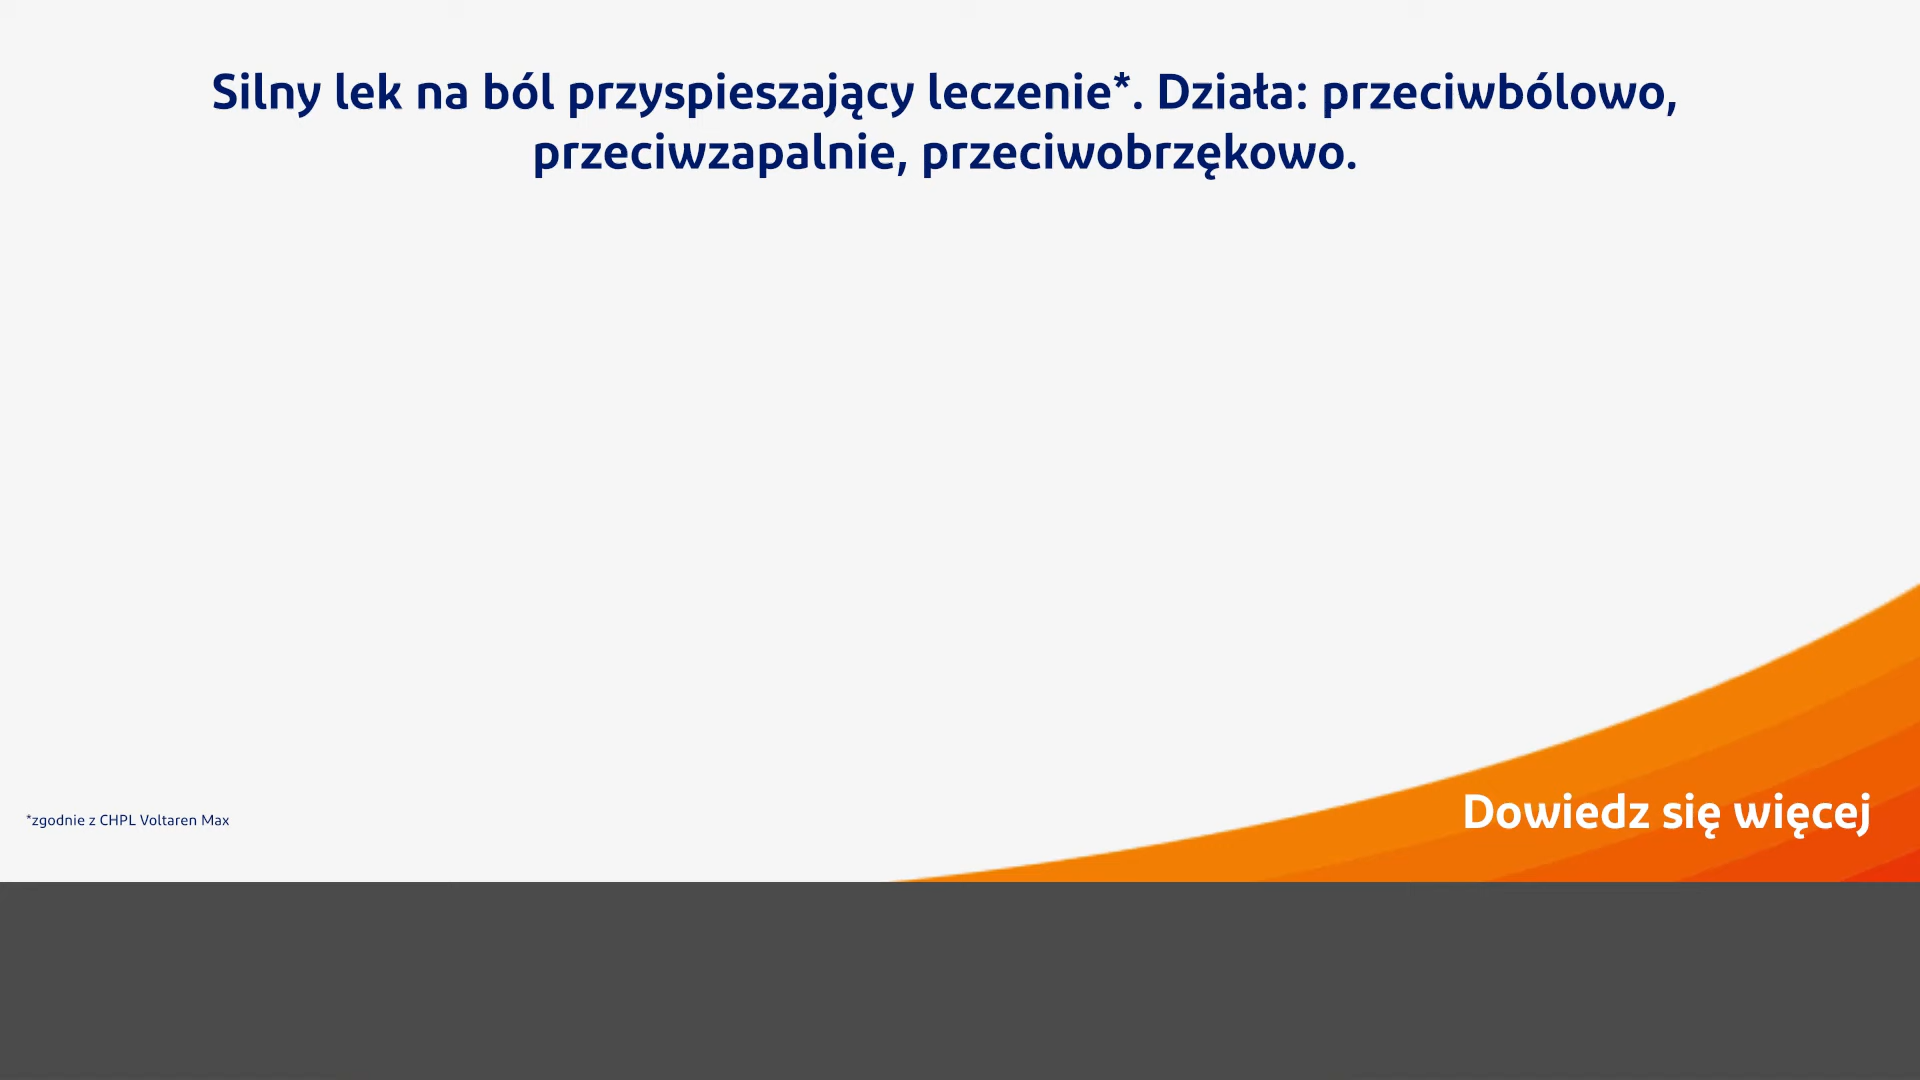 Silny lek na ból przyspieszający leczenie*. Działa: przeciwbólowo,
przeciwzapalnie, przeciwobrzękowo.
*zgodnie z CHPL Voltaren Max
Dowiedz się więcej